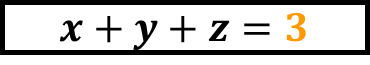 x + y + z = 3